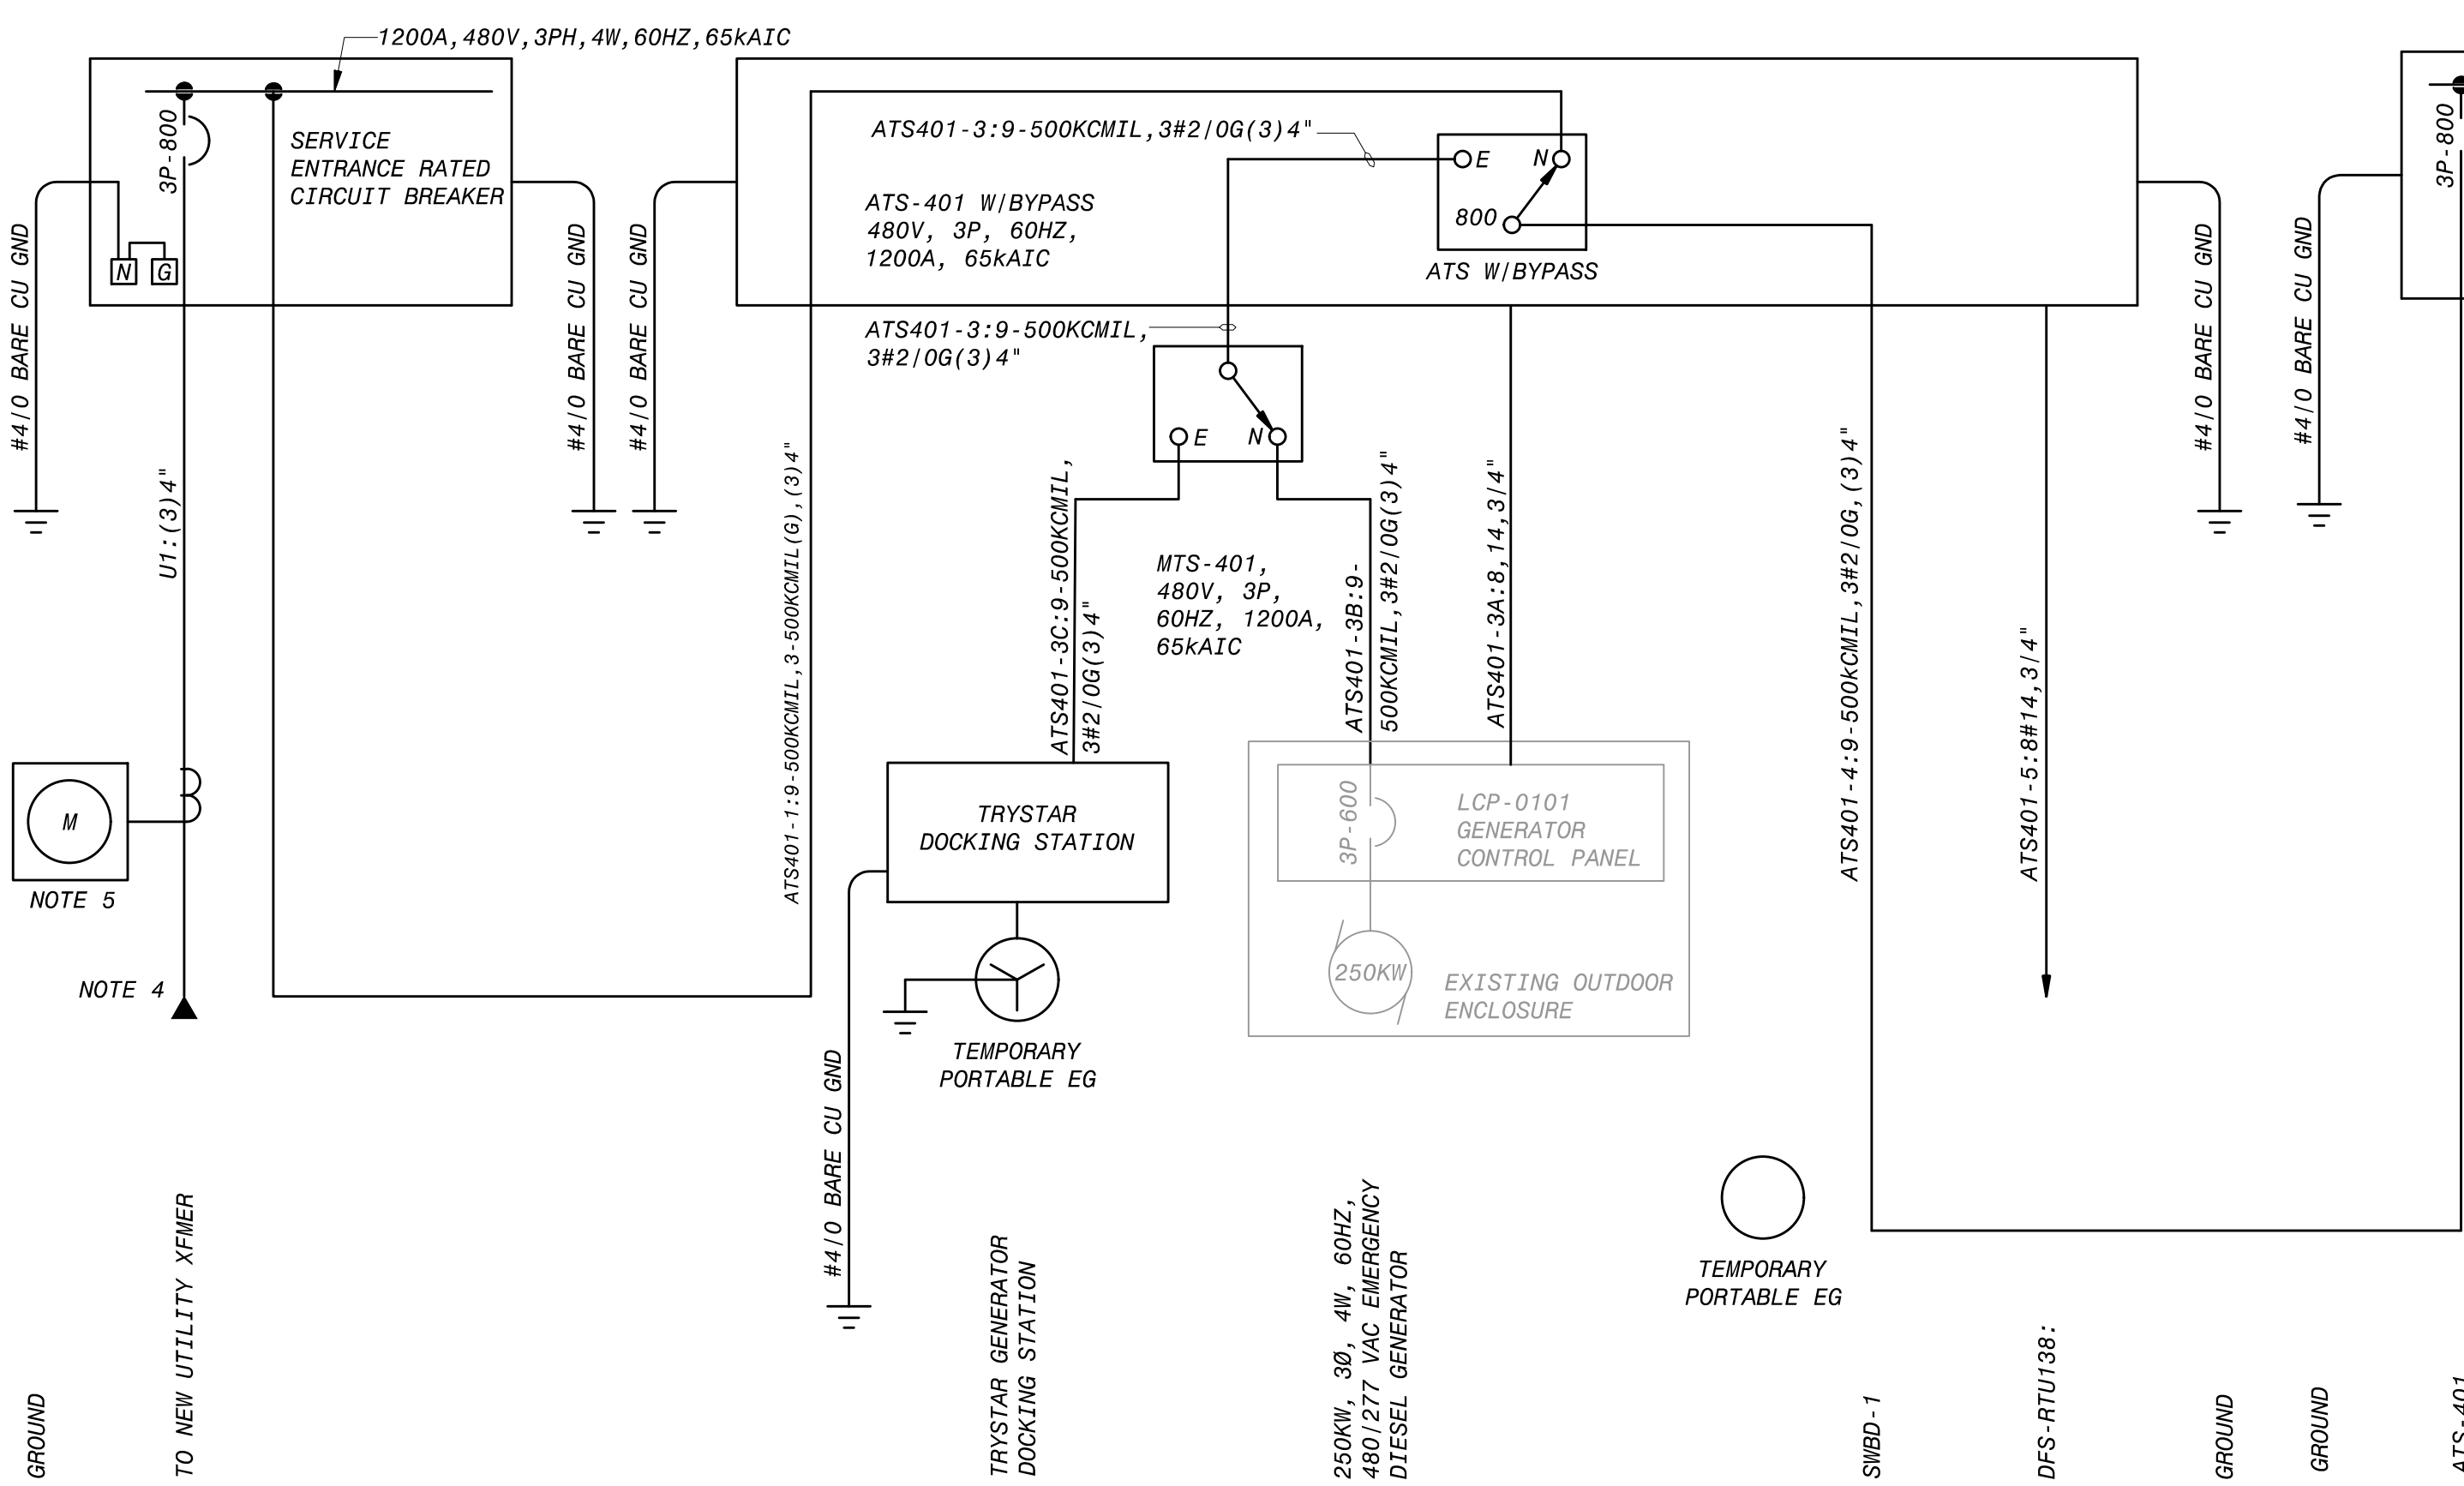 1200A,480V,3PH,4W,60HZ,65kAIC
3P-800
SERVICE
ENTRANCE RATED
CIRCUIT BREAKER
N
G
#4/0 BARE CU GND
U1:(3)4"
#4/0 BARE CU GND
#4/0 BARE CU GND
ATS401-3:9-500KCMIL,3#2/0G(3)4"
ATS-401 W/BYPASS
480V, 3P, 60HZ,
1200A, 65kAIC
E
N
800
ATS W/BYPASS
ATS401-3:9-500KCMIL,
3#2/0G(3)4"
E
N
MTS-401,
480V, 3P,
60HZ, 1200A,
65kAIC
ATS401-1:9-500KCMIL,3-500KCMIL(G),(3)4"
ATS401-3C:9-500KCMIL,
3#2/0G(3)4"
ATS401-3B:9-
500KCMIL,3#2/0G(3)4"
ATS401-3A:8,14,3/4"
ATS401-4:9-500kCMIL,3#2/0G,(3)4"
ATS401-5:8#14,3/4"
#4/0 BARE CU GND
#4/0 BARE CU GND
3P-800
M
NOTE 5
NOTE 4
TRYSTAR
DOCKING STATION
TEMPORARY
PORTABLE EG
#4/0 BARE CU GND
3P-600
LCP-0101
GENERATOR
CONTROL PANEL
250KW
EXISTING OUTDOOR
ENCLOSURE
TEMPORARY
PORTABLE EG
GROUND
TO NEW UTILITY XFMER
TRYSTAR GENERATOR
DOCKING STATION
250KW, 3Ø, 4W, 60HZ,
480/277 VAC EMERGENCY
DIESEL GENERATOR
SWBD-1
DFS-RTU138:
GROUND
GROUND
ATS-401